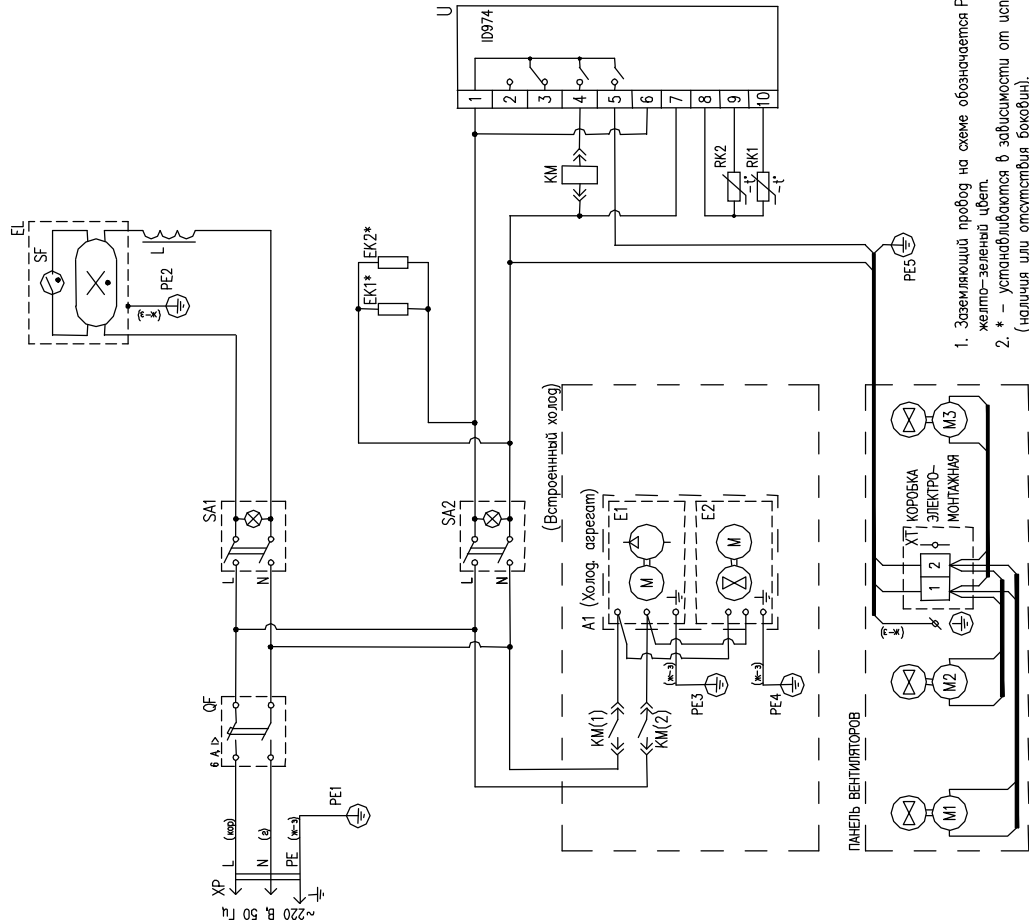 EL
SF
L
PE2
(ж-з)
U
ID974
1
2
3
4
5
6
7
8
9
10
KM
RK2
RK1
-t°
-t°
EK1*
EK2*
SA1
L
N
SA2
L
N
QF
6 А
PE1
XP
L
(кор)
N
(г)
PE
(ж-з)
~220 В, 50 Гц
(Встроеннный холод)
A1 (Холод. агрегат)
E1
M
E2
M
KM(1)
KM(2)
(ж-з)
PE3
(ж-з)
PE4
PE5
ПАНЕЛЬ ВЕНТИЛЯТОРОВ
M1
M2
M3
(ж-з)
XT
1
2
КОРОБКА
ЭЛЕКТРО-
МОНТАЖНАЯ
1. Заземляющий провод на схеме обозначается P
желто-зеленый цвет.
2. * - устанавливаются в зависимости от исп
(наличия или отсутствия боковин).